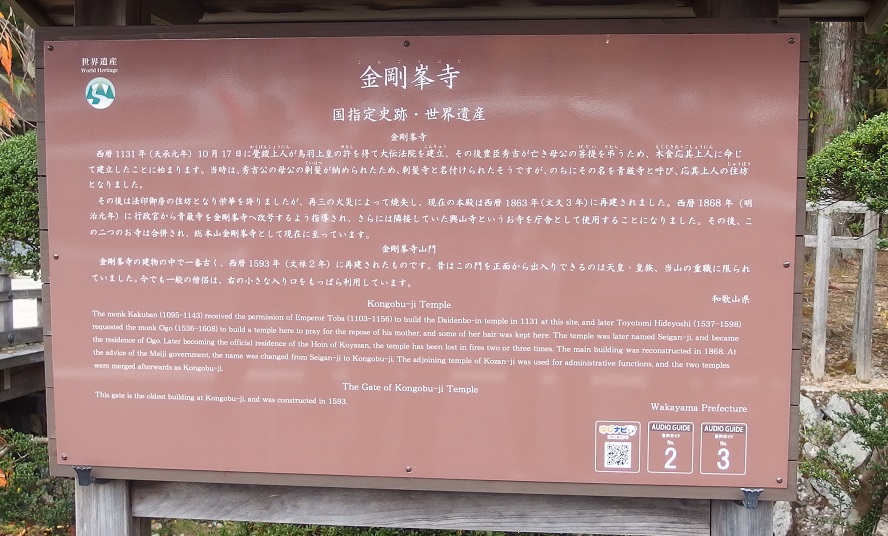 世界遺産
World Heritage
こんごうぶじ
金剛峯寺
国指定史跡・世界遺産
金剛峯寺
西暦1131年(天承元年)10月17日に覺鑁上人が鳥羽上皇の許を得て大伝法院を建立、その後豊臣秀吉が亡き母公の菩提を弔うため、木食応其上人に命じ
て建立したことに始まります。当時は、秀吉公の母公の剃髪が納められたため、剃髪寺と名付けられたそうですが、のちにその名を青厳寺と呼び、応其上人の住坊
となりました。
その後は法印御房の住坊となり偉華を誇りましたが、再三の火災によって焼失し、現在の本殿は西暦1863年(文久3年)に再建されました。西暦1868年(明
治元年)に行政官から青厳寺を金剛峯寺へ改号するよう指導され、さらには隣接していた興山寺というお寺を庁舎として使用することになりました。その後、こ
の二つのお寺は合併され、総本山金剛峯寺として現在に至っています。
金剛峯寺山門
金剛峯寺の建物の中で一番古く、西暦1593年(文禄2年)に再建されたものです。昔はこの門を正面から出入りできるのは天皇・皇族、当山の重職に限られ
ていました。今でも一般の僧侶は、右の小さな入り口をもっぱら利用しています。
和歌山県
Kongobu-ji Temple
The monk Kakuban (1095-1143) received the permission of Emperor Toba (1103-1156) to build the Daidenbo-in temple in 1131 at this site, and later Toyotomi Hideyoshi (1537-1598)
requested the monk Ogo (1536-1608) to build a temple here to pray for the repose of his mother, and some of her hair was kept here. The temple was later named Seigan-ji, and became
the residence of Ogo. Later becoming the official residence of the Hoin of Koyasan, the temple has been lost in fires two or three times. The main building was reconstructed in 1868. At
the advice of the Meiji government, the name was changed from Seigan-ji to Kongobu-ji. The adjoining temple of Kozan-ji was used for administrative functions, and the two temples
were merged afterwards as Kongobu-ji.
The Gate of Kongobu-ji Temple
This gate is the oldest building at Kongobu-ji, and was constructed in 1593.
Wakayama Prefecture
AUDIO GUIDE
音声ガイド
No.
2
AUDIO GUIDE
音声ガイド
No.
3